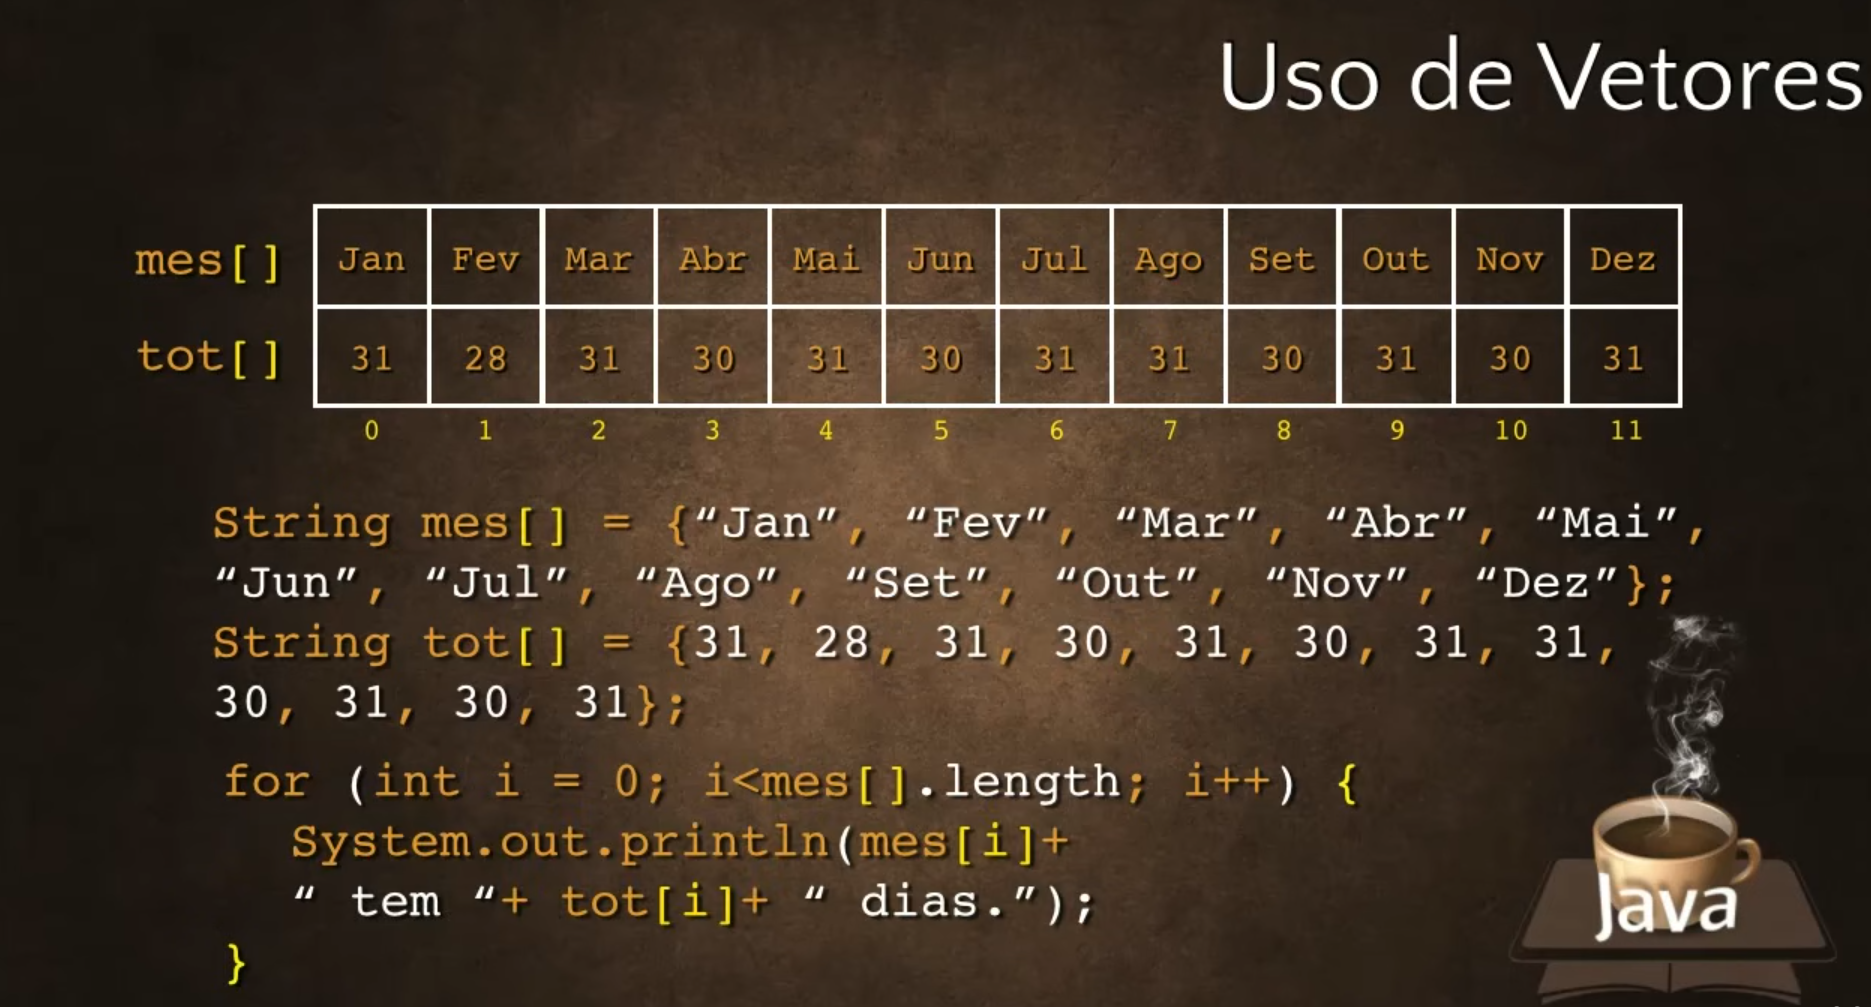 Uso de Vetores
mes[] Jan Fev Mar Abr Mai Jun Jul Ago Set Out Nov Dez
tot[] 31 28 31 30 31 30 31 31 30 31 30 31
0 1 2 3 4 5 6 7 8 9 10 11
String mes[] = {“Jan”, “Fev”, “Mar”, “Abr”, “Mai”,
“Jun”, “Jul”, “Ago”, “Set”, “Out”, “Nov”, “Dez”};
String tot[] = {31, 28, 31, 30, 31, 30, 31, 31,
30, 31, 30, 31};
for (int i = 0; i<mes[].length; i++) {
System.out.println(mes[i]+
“ tem “+ tot[i]+ “ dias.”);
}
Java